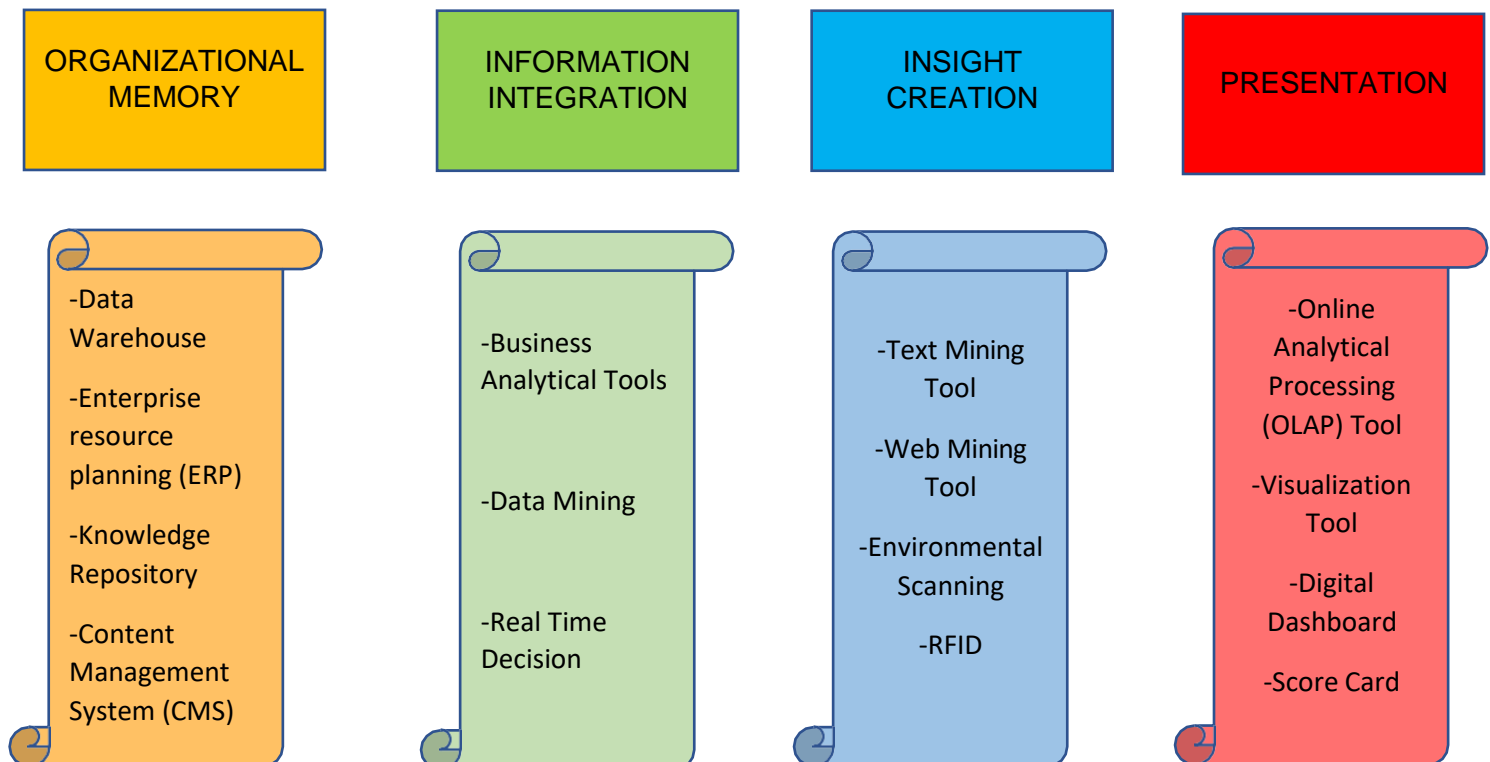 ORGANIZATIONAL
MEMORY
INFORMATION
INTEGRATION
INSIGHT
CREATION
PRESENTATION
-Data
Warehouse
-Enterprise
resource
planning (ERP)
-Knowledge
Repository
-Content
Management
System (CMS)
-Business
Analytical Tools
-Data Mining
-Real Time
Decision
-Text Mining
Tool
-Web Mining
Tool
-Environmental
Scanning
-RFID
-Online
Analytical
Processing
(OLAP) Tool
-Visualization
Tool
-Digital
Dashboard
-Score Card